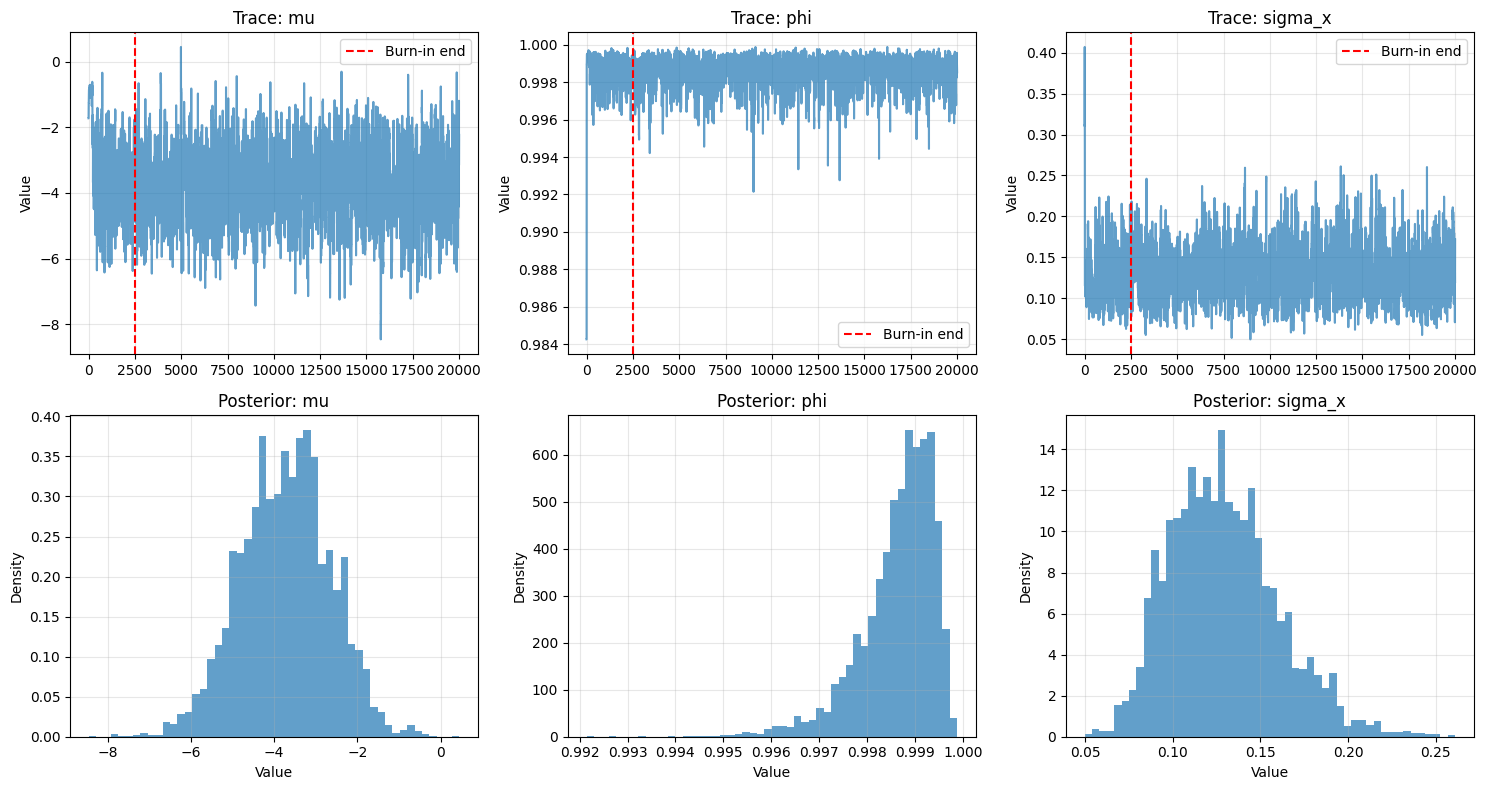 Trace: mu
Value
0
−2
−4
−6
−8
Burn-in end
0 2500 5000 7500 10000 12500 15000 17500 20000
Trace: phi
Value
1.000
0.998
0.996
0.994
0.992
0.990
0.988
0.986
0.984
Burn-in end
0 2500 5000 7500 10000 12500 15000 17500 20000
Trace: sigma_x
Value
0.40
0.35
0.30
0.25
0.20
0.15
0.10
0.05
Burn-in end
0 2500 5000 7500 10000 12500 15000 17500 20000
Posterior: mu
Density
0.40
0.35
0.30
0.25
0.20
0.15
0.10
0.05
0.00
−8 −6 −4 −2 0
Value
Posterior: phi
Density
600
500
400
300
200
100
0
0.992 0.993 0.994 0.995 0.996 0.997 0.998 0.999 1.000
Value
Posterior: sigma_x
Density
14
12
10
8
6
4
2
0
0.05 0.10 0.15 0.20 0.25
Value